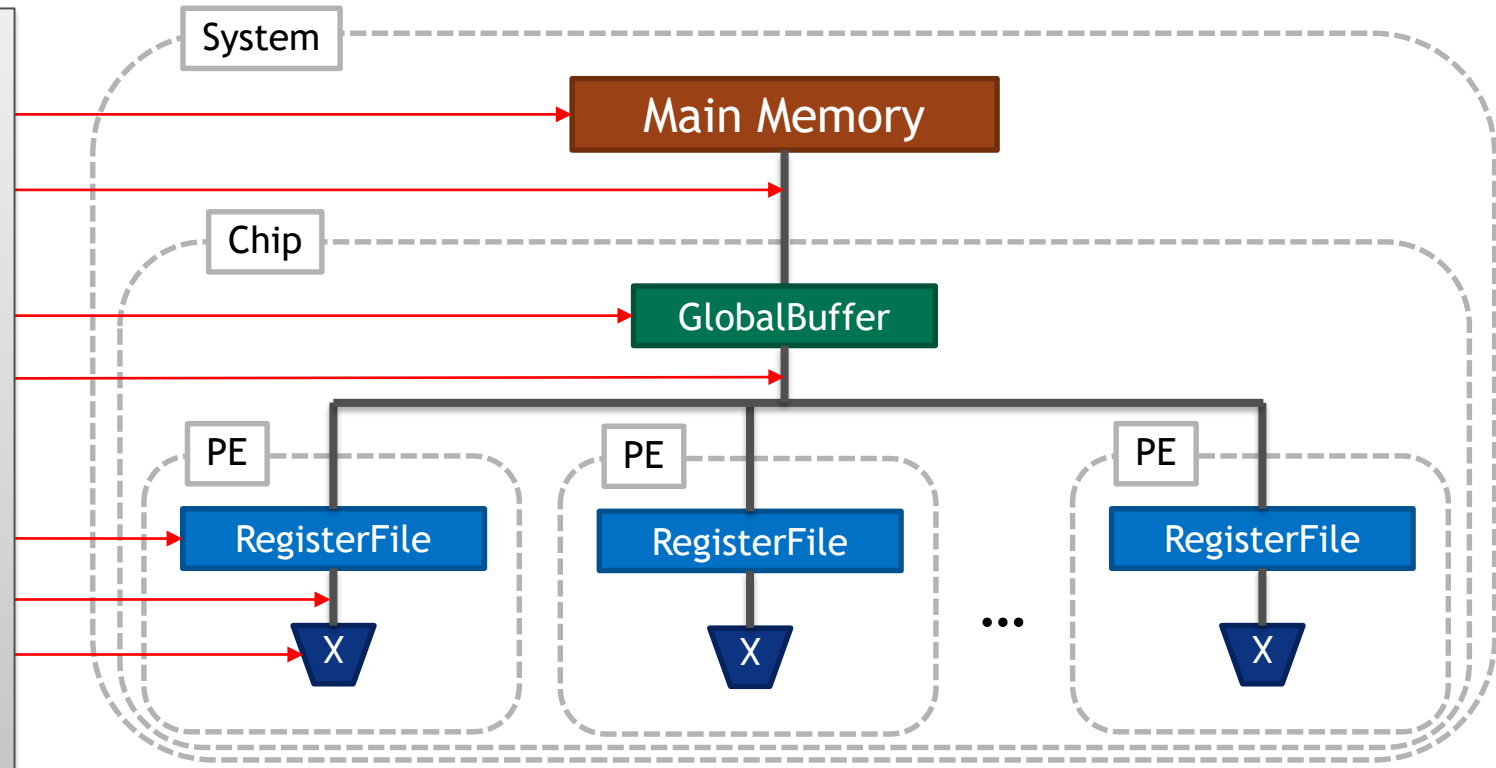 System
Main Memory
Chip
GlobalBuffer
PE
PE
PE
RegisterFile
RegisterFile
RegisterFile
...
X
X
X